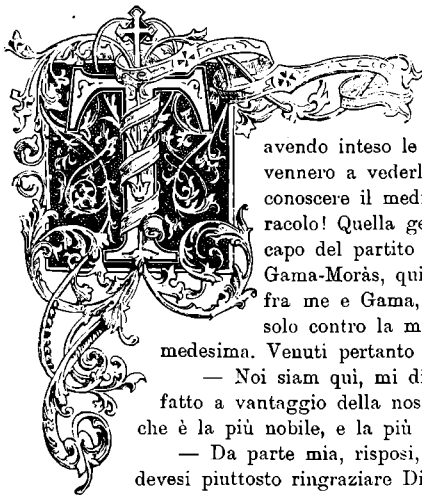 T
avendo inteso le
vennero a vederl
conoscere il medi
racolo! Quella ge
capo del partito
Gama-Moràs, qui
fra me e Gama,
solo contro la m
medesima. Venuti pertanto
— Noi siam quì, mi di
fatto a vantaggio della nos
che è la più nobile, e la più
— Da parte mia, risposi,
devesi piuttosto ringraziare Di